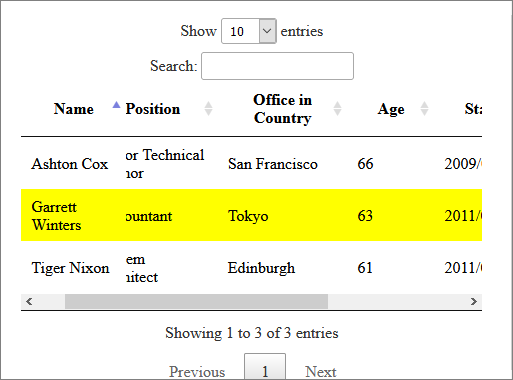 Show 10 entries
Search:
Name Position Office in Country Age Sta
Ashton Cox or Technical nor San Francisco 66 2009/
Garrett Winters ountant Tokyo 63 2011/
Tiger Nixon em hitect Edinburgh 61 2011/
Showing 1 to 3 of 3 entries
Previous 1 Next